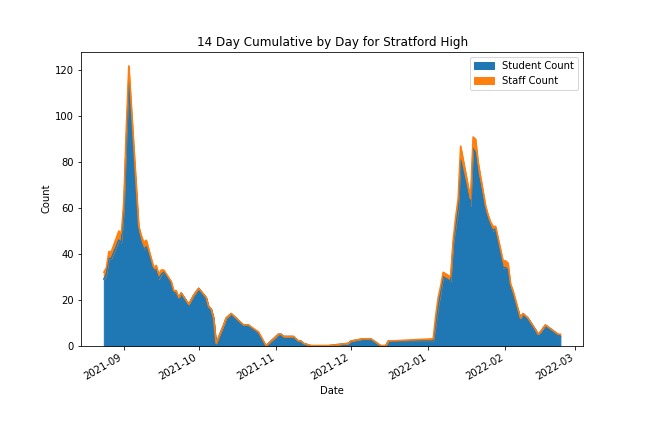 14 Day Cumulative by Day for Stratford High
Student Count
Staff Count
120
100
80
60
40
20
0
Count
2021-09
2021-10
2021-11
2021-12
2022-01
2022-02
2022-03
Date